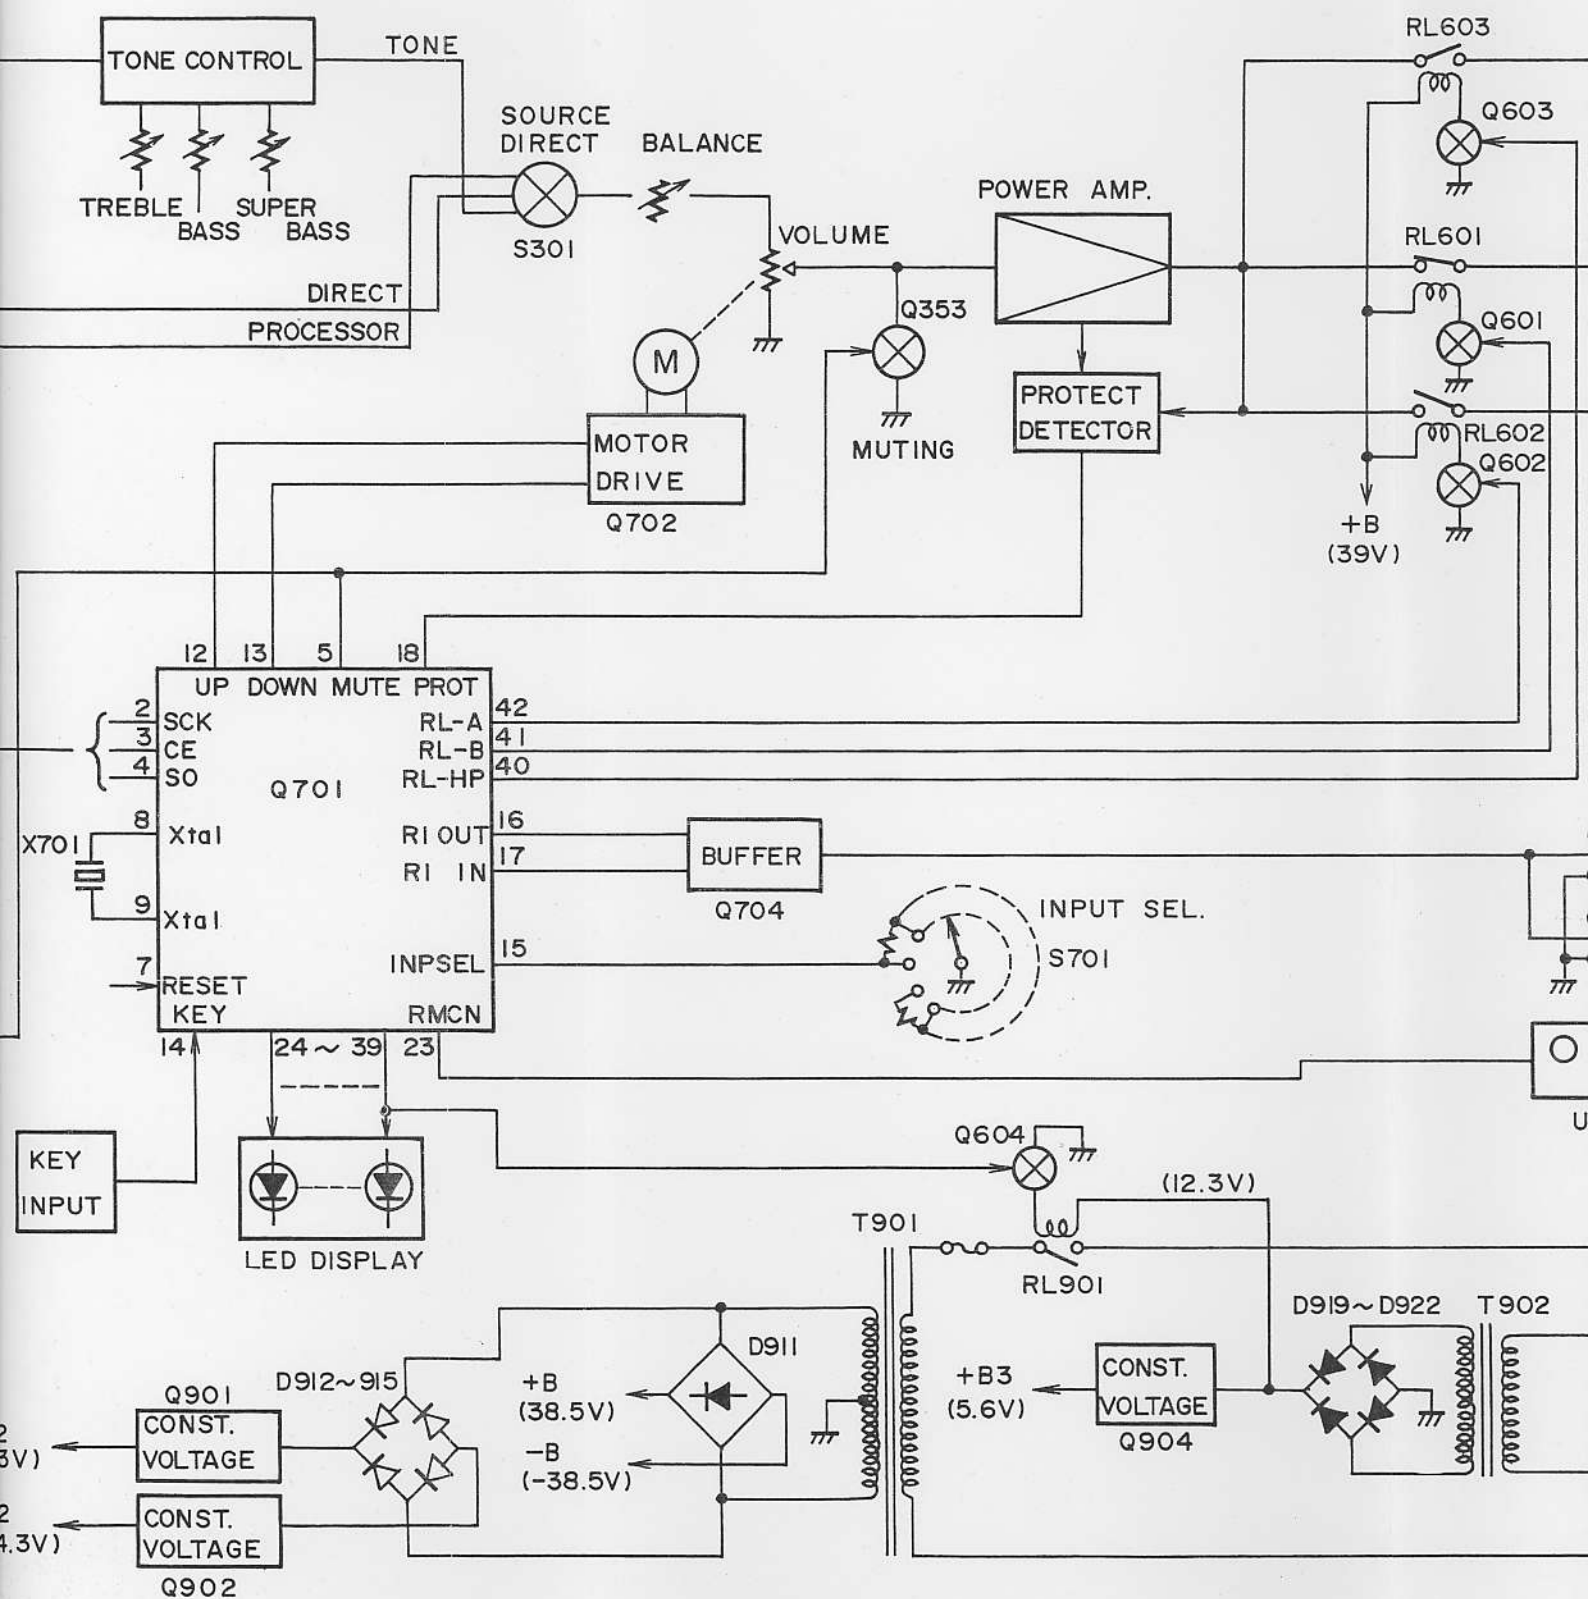 TONE CONTROL
TONE
TREBLE
BASS
SUPER
BASS
SOURCE
DIRECT
BALANCE
S301
VOLUME
DIRECT
PROCESSOR
M
MOTOR
DRIVE
Q702
Q353
MUTING
POWER AMP.
PROTECT
DETECTOR
RL603
Q603
RL601
Q601
RL602
Q602
+B
(39V)
12
13
5
18
UP
DOWN
MUTE
PROT
2
SCK
3
CE
4
SO
Q701
RL-A
42
RL-B
41
RL-HP
40
X701
8
Xtal
9
Xtal
7
RESET
KEY
RI OUT
16
RI IN
17
BUFFER
Q704
INPUT SEL.
S701
INPSEL
15
RMCN
14
24~39
23
KEY
INPUT
LED DISPLAY
Q604
(12.3V)
T901
RL901
D919~D922
T902
D911
+B
(38.5V)
-B
(-38.5V)
+B3
(5.6V)
CONST.
VOLTAGE
Q904
D912~915
Q901
CONST.
VOLTAGE
CONST.
VOLTAGE
Q902
2
3V)
2
4.3V)
U